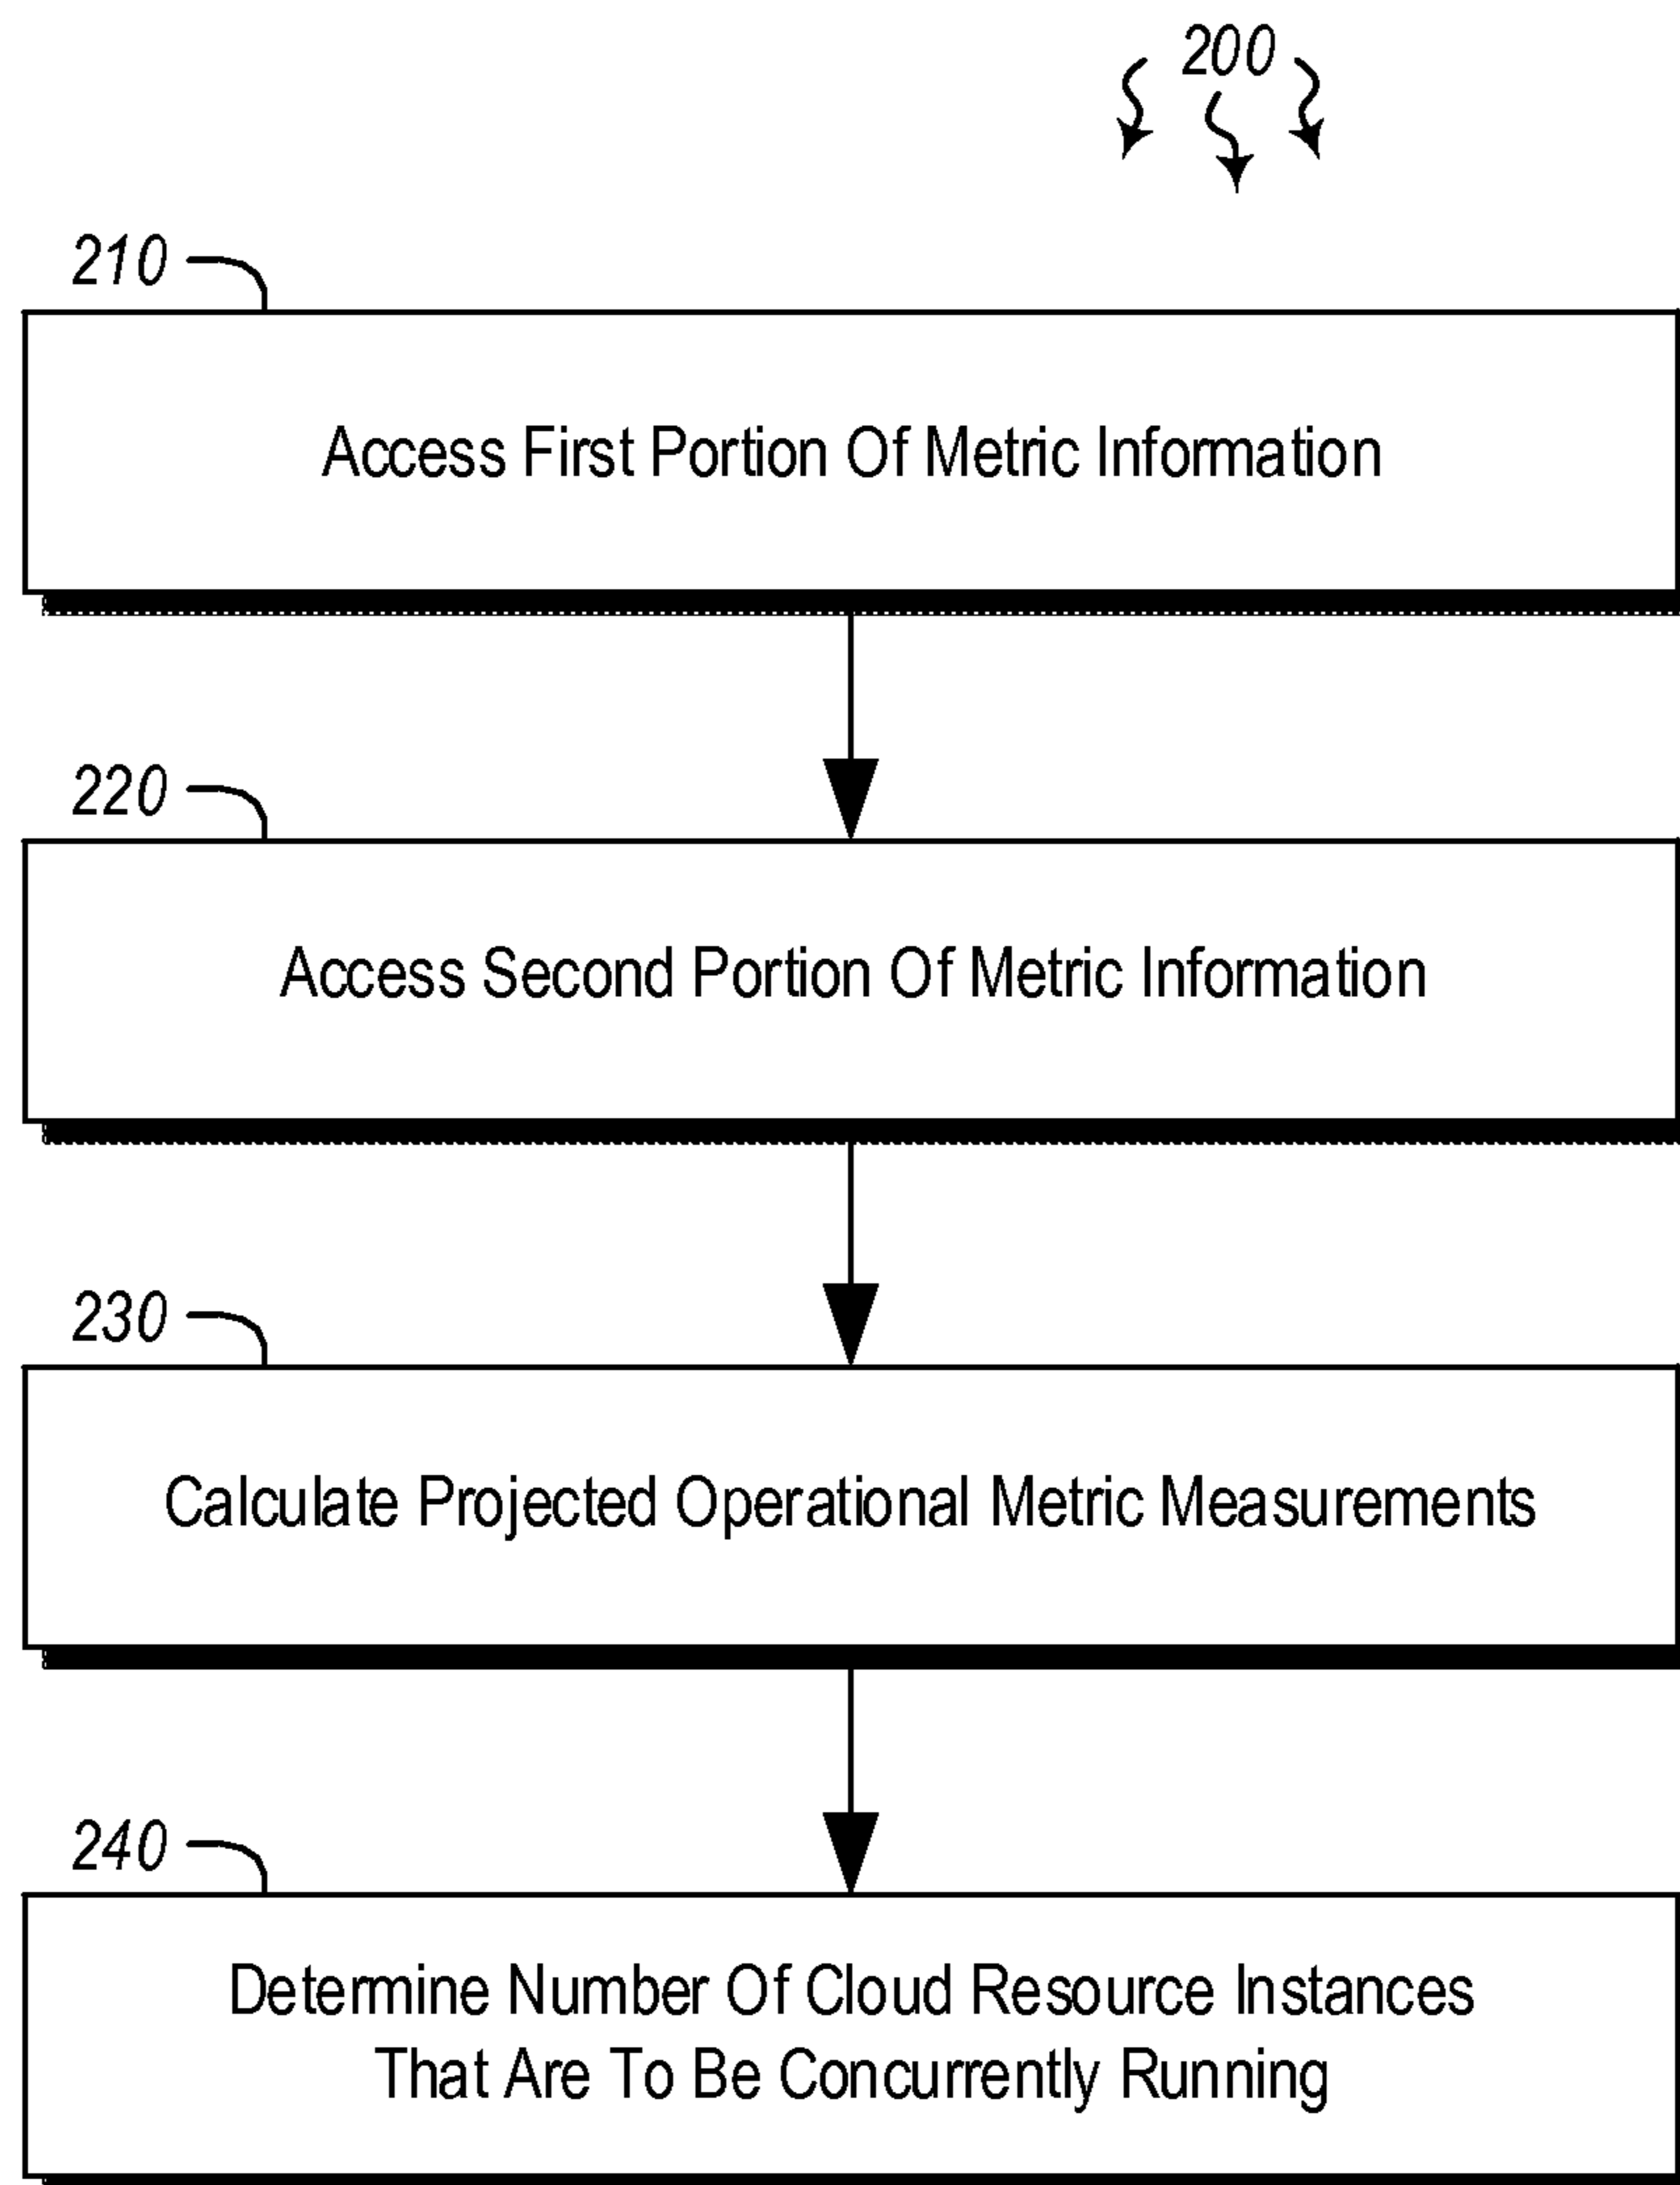 200
210
Access First Portion Of Metric Information
220
Access Second Portion Of Metric Information
230
Calculate Projected Operational Metric Measurements
240
Determine Number Of Cloud Resource Instances
That Are To Be Concurrently Running